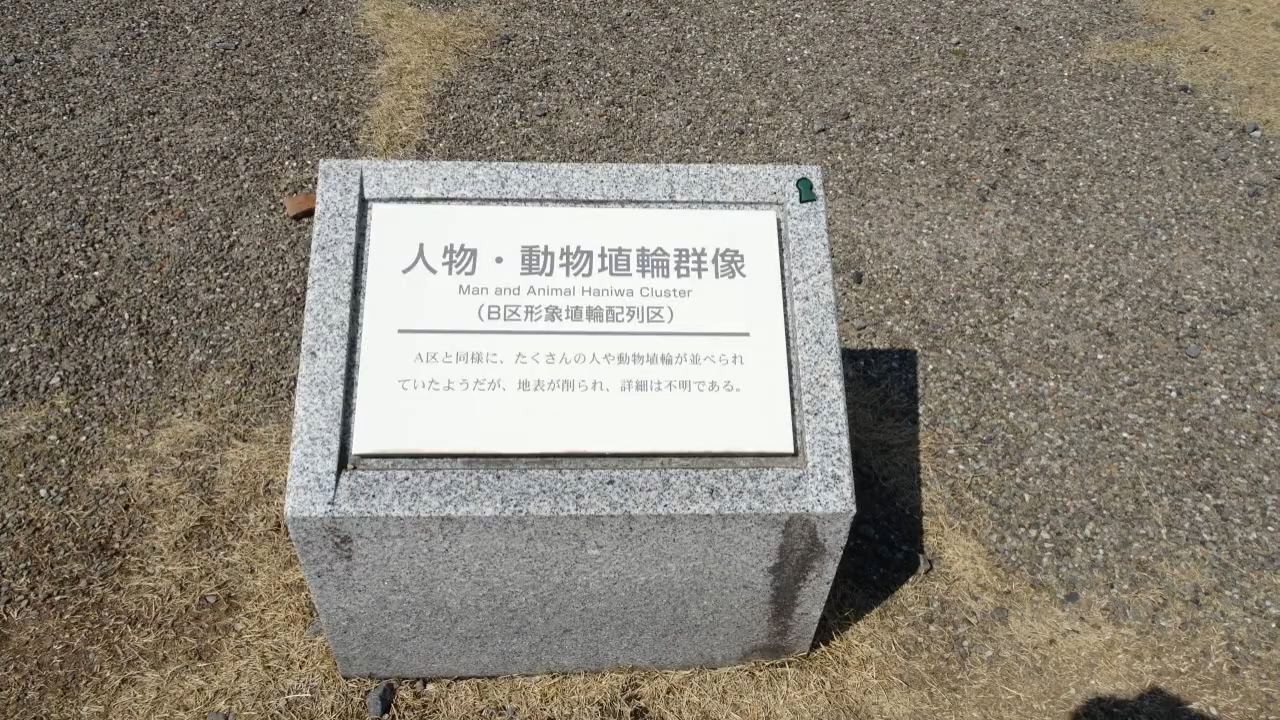 人物・動物埴輪群像
Man and Animal Haniwa Cluster
（B区形象埴輪配列区）
A区と同様に、たくさんの人や動物埴輪が並べられ
ていたようだが、地表が削られ、詳細は不明である。